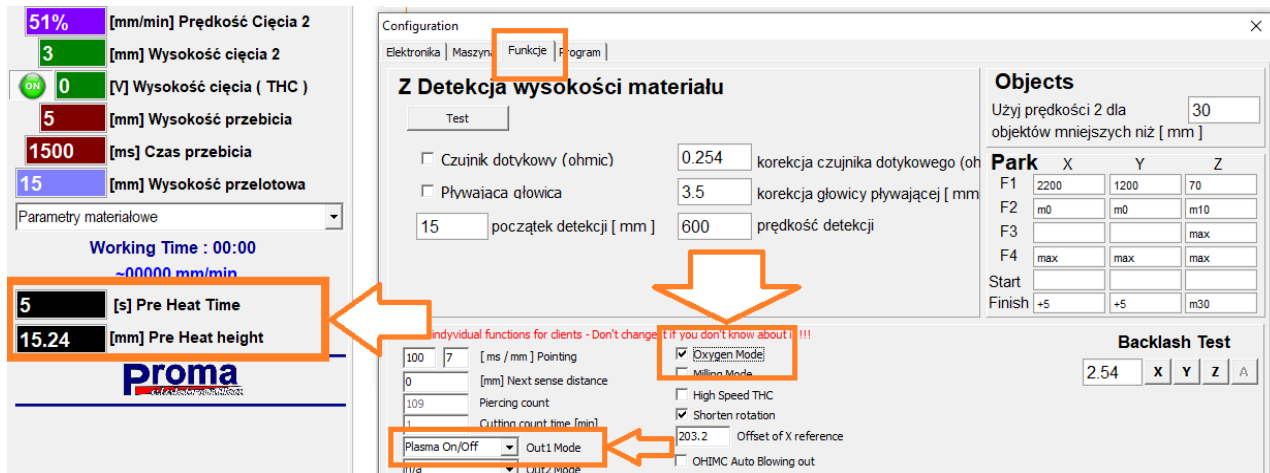 51% [mm/min] Prędkość Cięcia 2
3 [mm] Wysokość cięcia 2
ON 0 [V] Wysokość cięcia ( THC )
5 [mm] Wysokość przebicia
1500 [ms] Czas przebicia
15 [mm] Wysokość przelotowa
Parametry materiałowe
Working Time : 00:00
~00000 mm/min
5 [s] Pre Heat Time
15.24 [mm] Pre Heat height
Proma
Configuration
Elektronika Maszyna Funkcje Program
Z Detekcja wysokości materiału
Test
Czujnik dotykowy (ohmic) 0.254 korekcja czujnika dotykowego (oh
Pływająca głowica 3.5 korekcja głowicy pływającej [ mm
15 początek detekcji [ mm ] 600 prędkość detekcji
Objects
Użyj prędkości 2 dla 30
objektów mniejszych niż [ mm ]
Park X Y Z
F1 2200 1200 70
F2 m0 m0 m10
F3 max
F4 max max max
Start
Finish +5 +5 m30
indyvidual functions for clients - Don't change it if you don't know about it !!!
100 7 [ ms / mm ] Pointing
0 [mm] Next sense distance
109 Piercing count
1 Cutting count time [min]
Plasma On/Off Out1 Mode
n/a Out2 Mode
Oxygen Mode
Milling Mode
High Speed THC
Shorten rotation
203.2 Offset of X reference
OHIMC Auto Blowing out
Backlash Test
2.54 X Y Z A